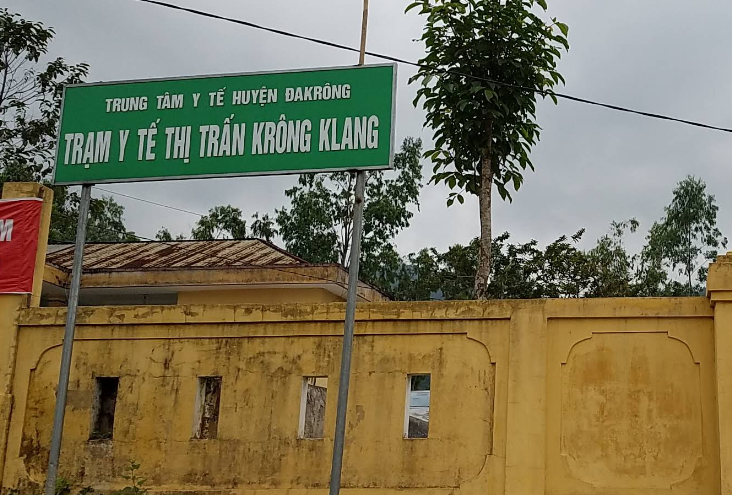 TRUNG TÂM Y TẾ HUYỆN ĐAKRÔNG
TRẠM Y TẾ THỊ TRẤN KRÔNG KLANG
M